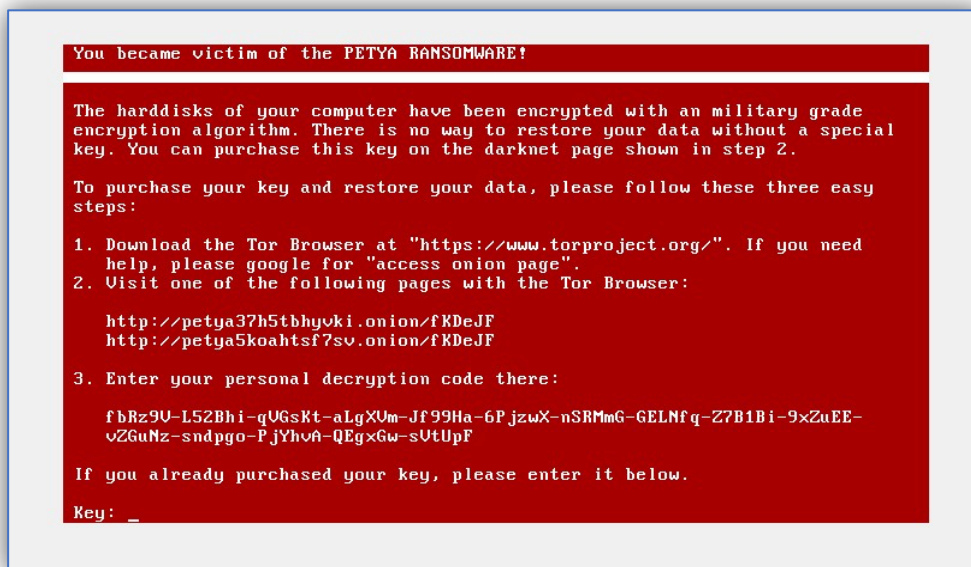 You became victim of the PETYA RANSOMWARE!
The harddisks of your computer have been encrypted with an military grade
encryption algorithm. There is no way to restore your data without a special
key. You can purchase this key on the darknet page shown in step 2.
To purchase your key and restore your data, please follow these three easy
steps:
1. Download the Tor Browser at "https://www.torproject.org/". If you need
help, please google for "access onion page".
2. Visit one of the following pages with the Tor Browser:
http://petya37h5tbhyvki.onion/fKDeJF
http://petya5koahtsf7sv.onion/fKDeJF
3. Enter your personal decryption code there:
fbRz9V-L52Bhi-qVGsKt-aLgXVm-Jf99Ha-6PjzwX-nSRMmG-GELNfq-Z7B1Bi-9xZuEE-
vZGuNz-sndpgo-PjYhvA-QEgxGw-sVtUpF
If you already purchased your key, please enter it below.
Key: _